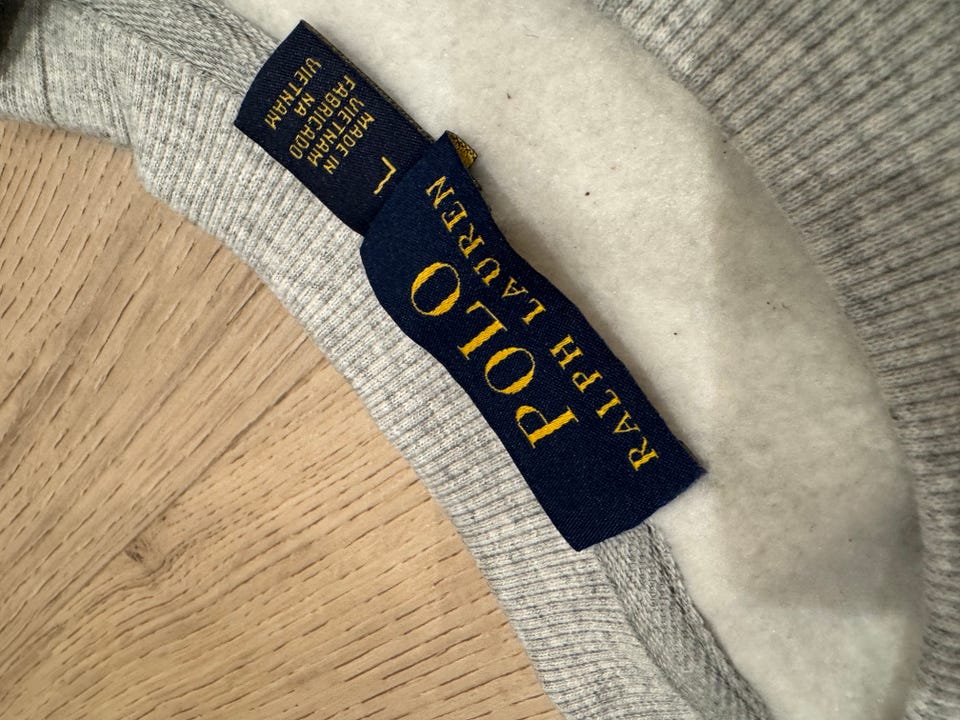 POLO
RALPH LAUREN
L
MADE IN
VIETNAM
FABRICADO
NA
VIETNAM